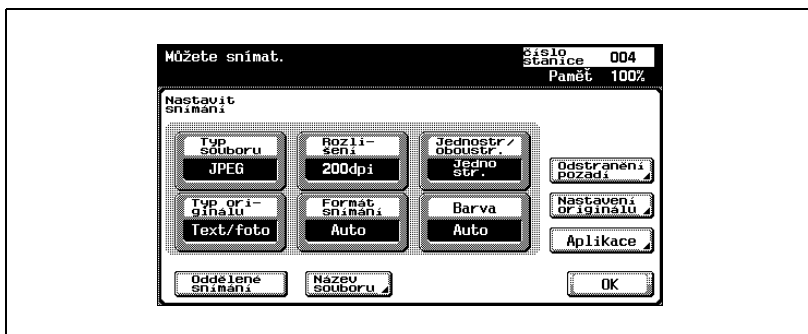 Můžete snímat.
číslo stanice 004
Paměť 100%
Nastavit
snímání
Typ
souboru
JPEG
Rozli-
šení
200dpi
Jednostr/
oboustr.
Jedno
str.
Odstranění
pozadí
Typ ori-
ginálu
Text/foto
Formát
snímání
Auto
Barva
Auto
Nastavení
originálu
Aplikace
Oddělené
snímání
Název
souboru
OK